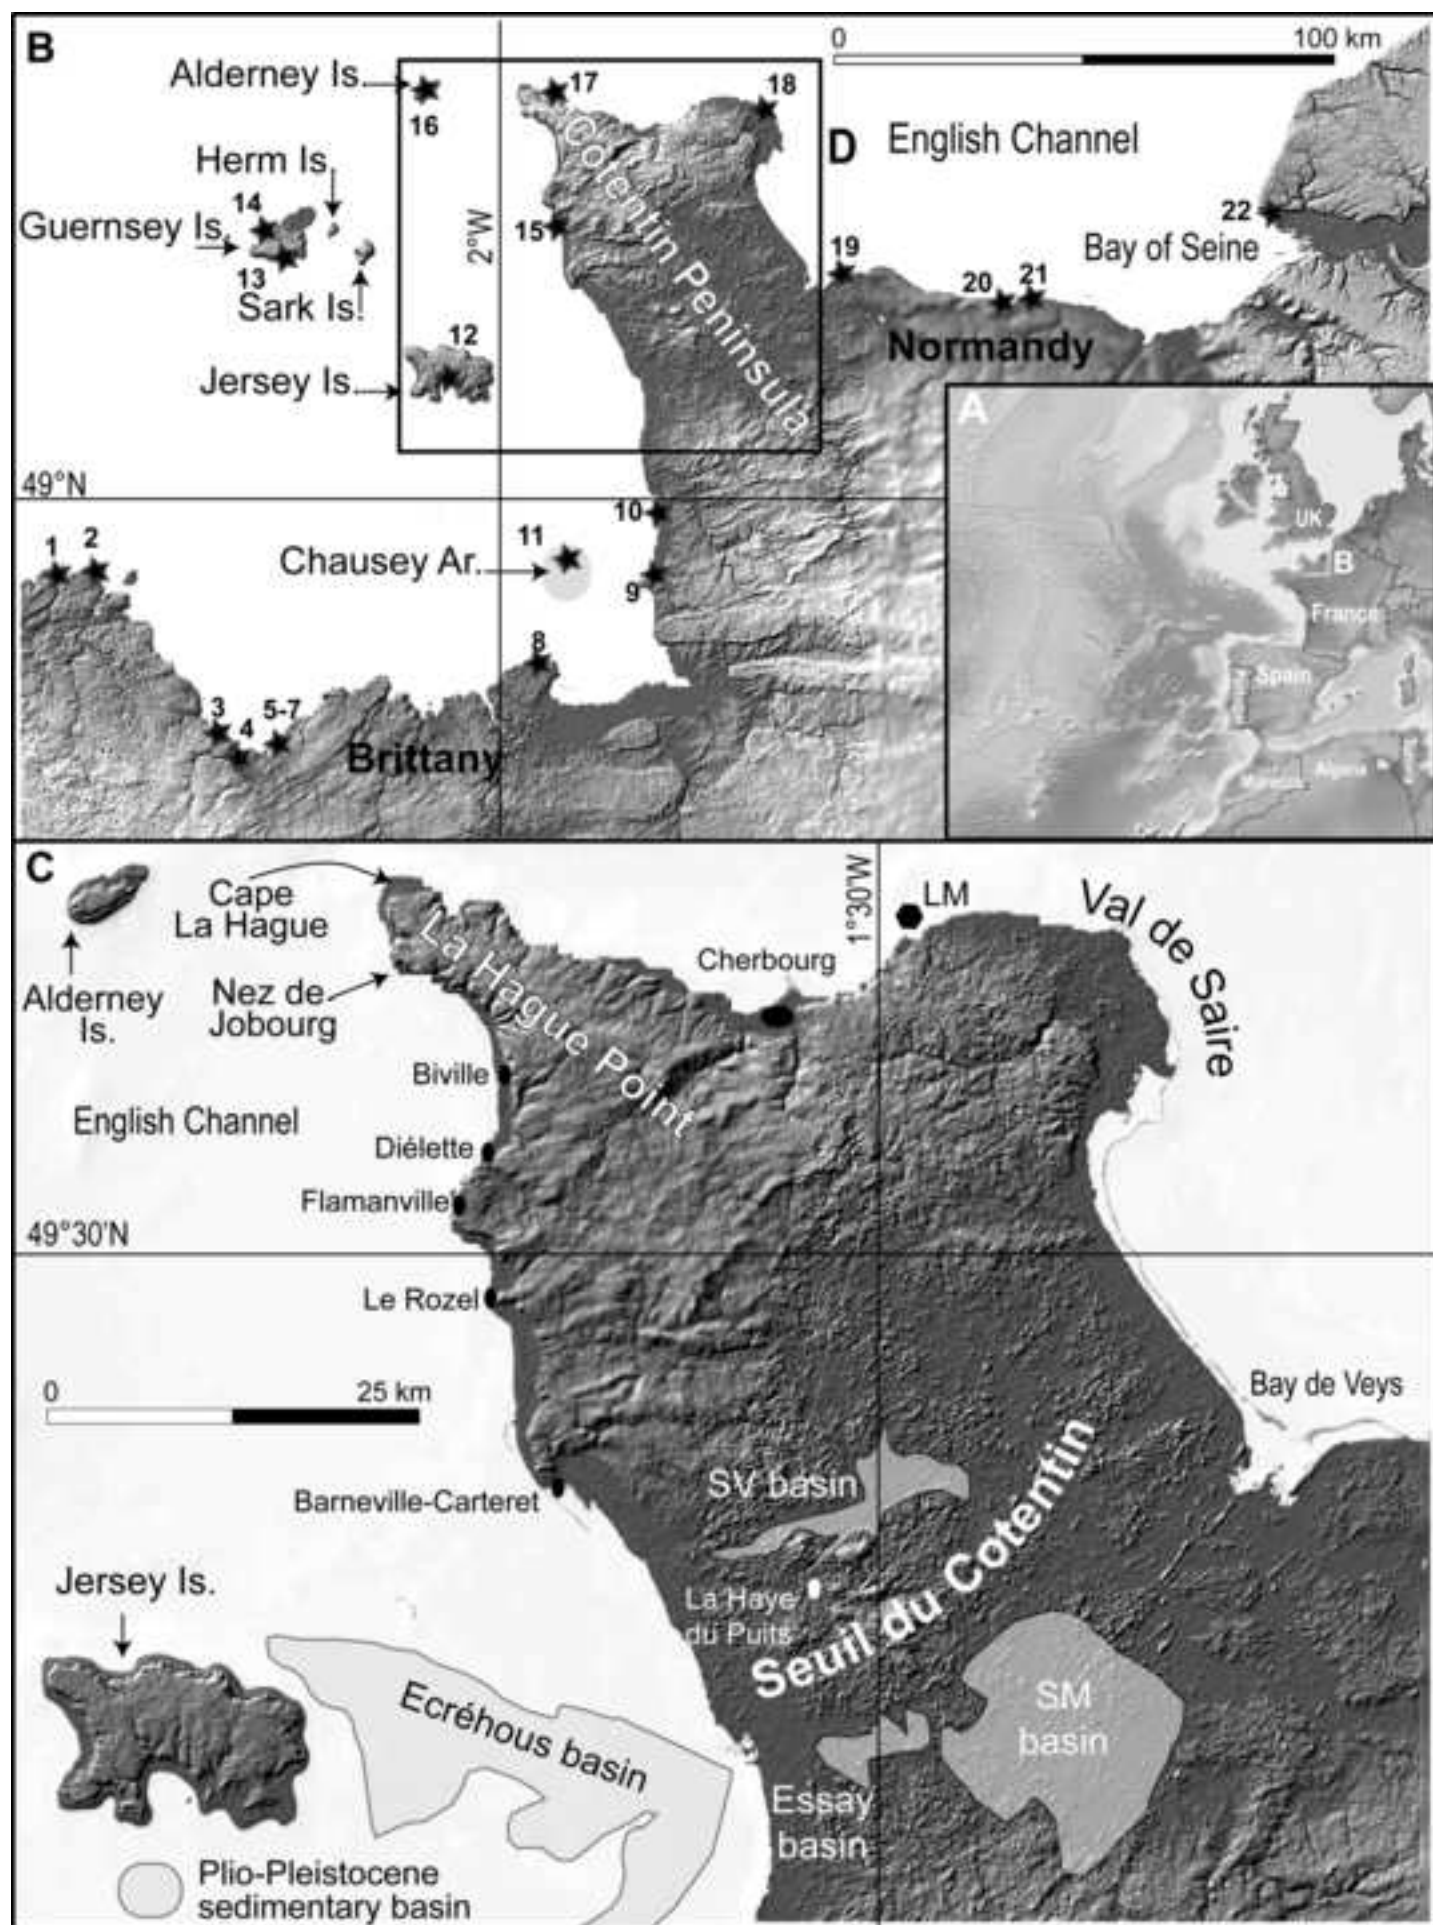 B
0
100 km
Alderney Is.
16
17
18
D
English Channel
Herm Is.
14
Guernsey Is.
13
Sark Is.
2°W
15
Cotentin Peninsula
22
Bay of Seine
19
20
21
Normandy
12
Jersey Is.
49°N
A
UK
B
France
Spain
10
11
Chausey Ar.
9
1
2
8
3
4
5-7
Brittany
C
Cape
La Hague
Alderney
Is.
Nez de
Jobourg
La Hague Point
Cherbourg
1°30'W
LM
Val de Saire
Biville
English Channel
Diélette
Flamanville
49°30'N
Le Rozel
0
25 km
Bay de Veys
Barneville-Carteret
SV basin
Seuil du Cotentin
La Haye
du Puits
Jersey Is.
Ecréhous basin
SM
basin
Essay
basin
Plio-Pleistocene
sedimentary basin